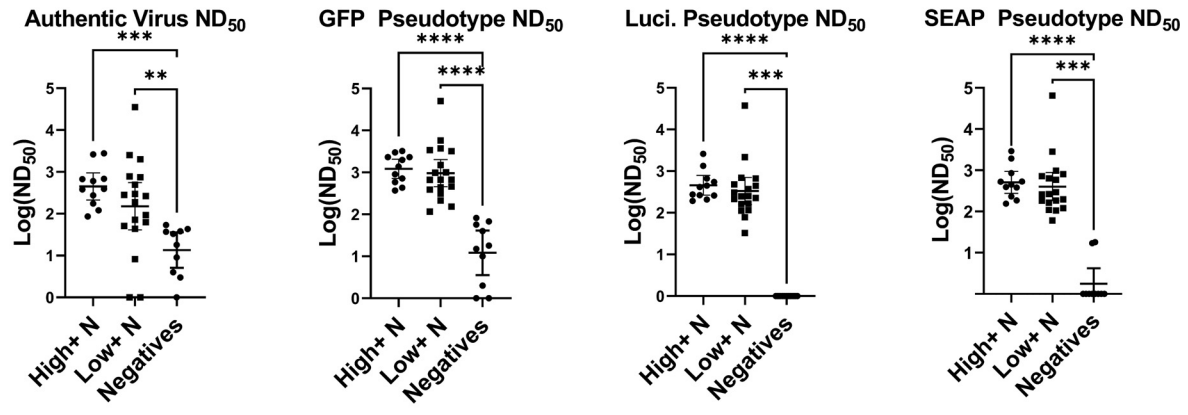 Authentic Virus ND50
***
**
Log(ND50)
5
4
3
2
1
0
High+ N
Low+ N
Negatives
GFP Pseudotype ND50
****
****
Log(ND50)
5
4
3
2
1
0
High+ N
Low+ N
Negatives
Luci. Pseudotype ND50
****
***
Log(ND50)
5
4
3
2
1
0
High+ N
Low+ N
Negatives
SEAP Pseudotype ND50
****
***
Log(ND50)
5
4
3
2
1
High+ N
Low+ N
Negatives